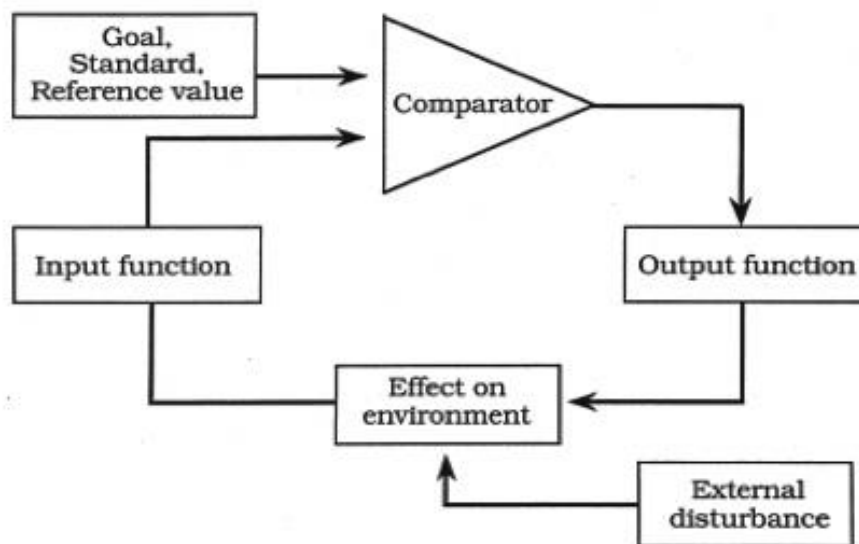 Goal,
Standard,
Reference value
Comparator
Input function
Output function
Effect on
environment
External
disturbance